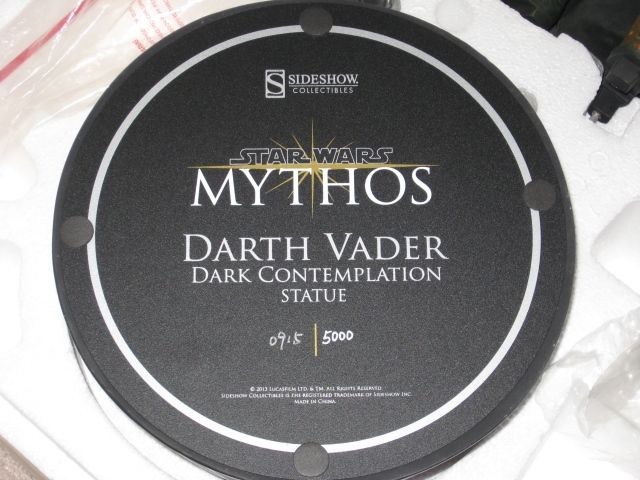 SIDESHOW
COLLECTIBLES
STAR WARS
MYTHOS
DARTH VADER
DARK CONTEMPLATION
STATUE
0915 | 5000
© 2013 LUCASFILM LTD. & TM. ALL RIGHTS RESERVED
SIDESHOW COLLECTIBLES IS THE REGISTERED TRADEMARK OF SIDESHOW INC.
MADE IN CHINA.